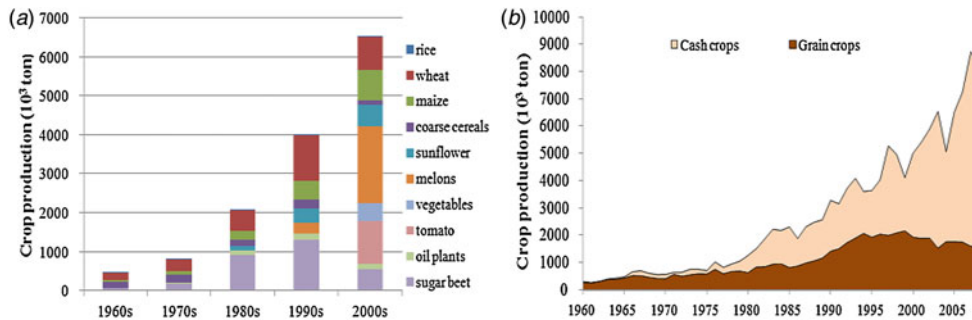 (a)
Crop production (10³ ton)
7000
6000
5000
4000
3000
2000
1000
0
1960s 1970s 1980s 1990s 2000s
rice
wheat
maize
coarse cereals
sunflower
melons
vegetables
tomato
oil plants
sugar beet
(b)
Crop production (10³ ton)
10000
9000
8000
7000
6000
5000
4000
3000
2000
1000
0
Cash crops Grain crops
1960 1965 1970 1975 1980 1985 1990 1995 2000 2005